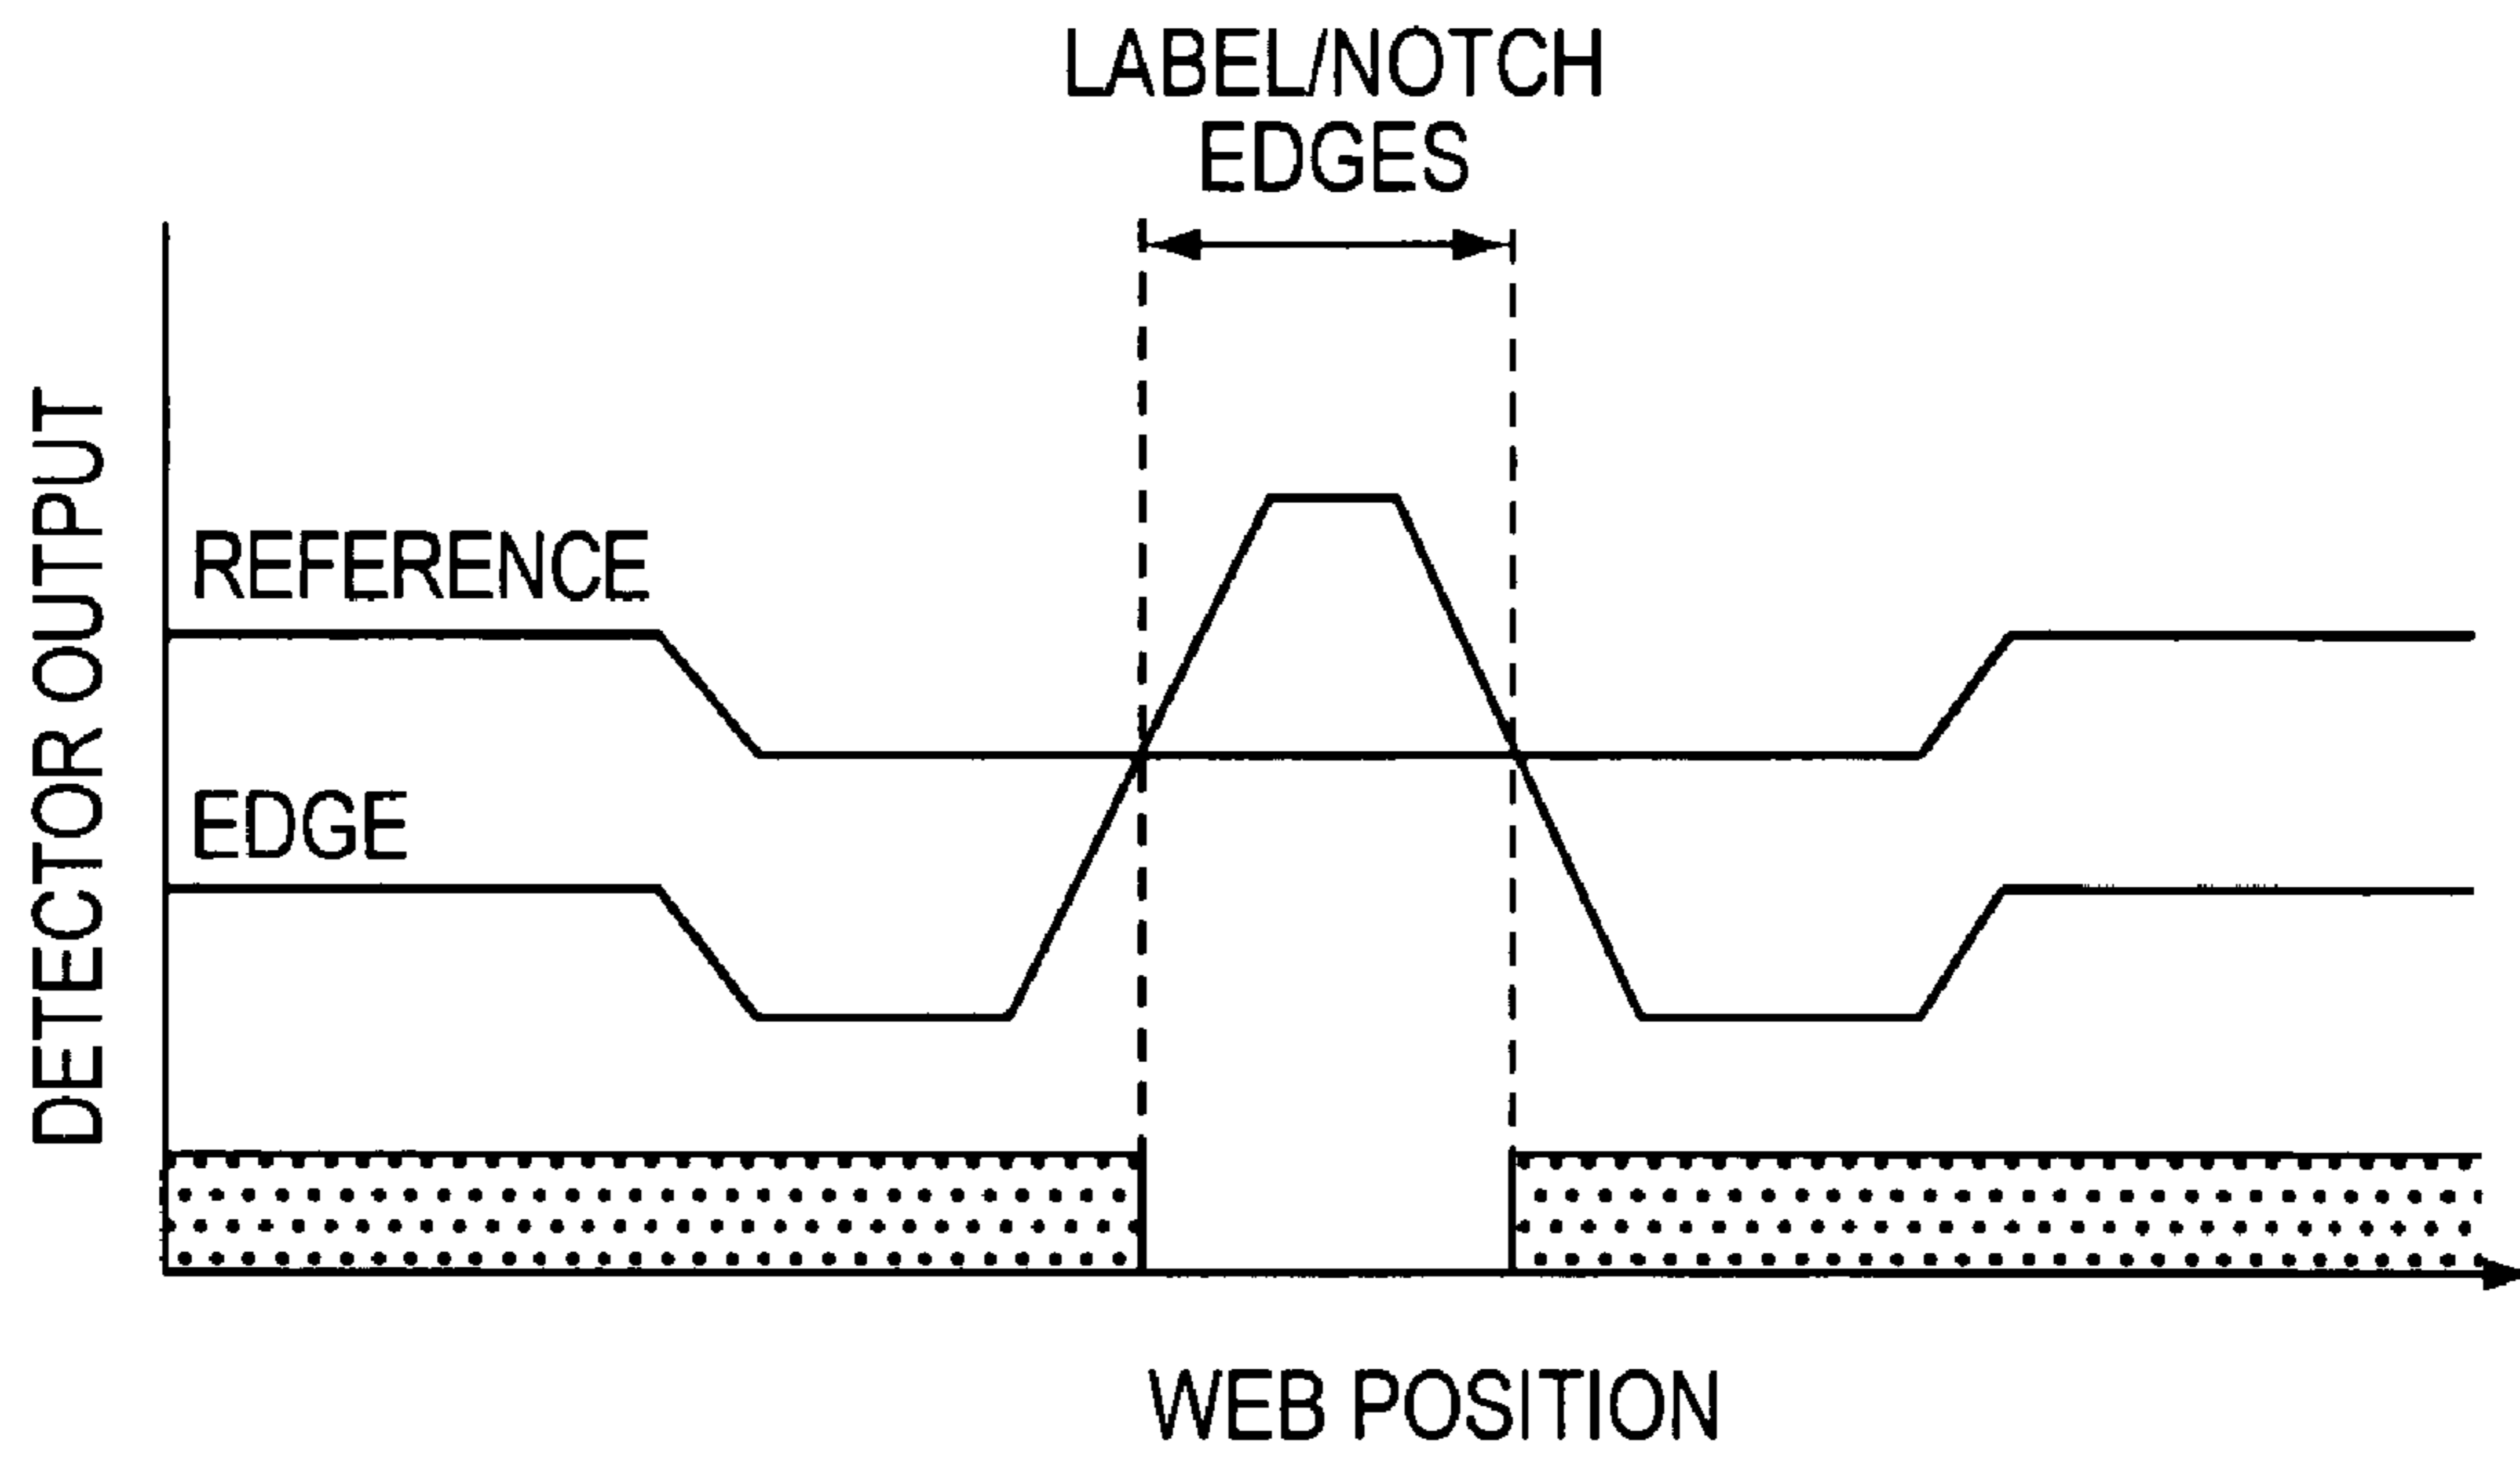 LABEL/NOTCH
EDGES
DETECTOR OUTPUT
REFERENCE
EDGE
WEB POSITION